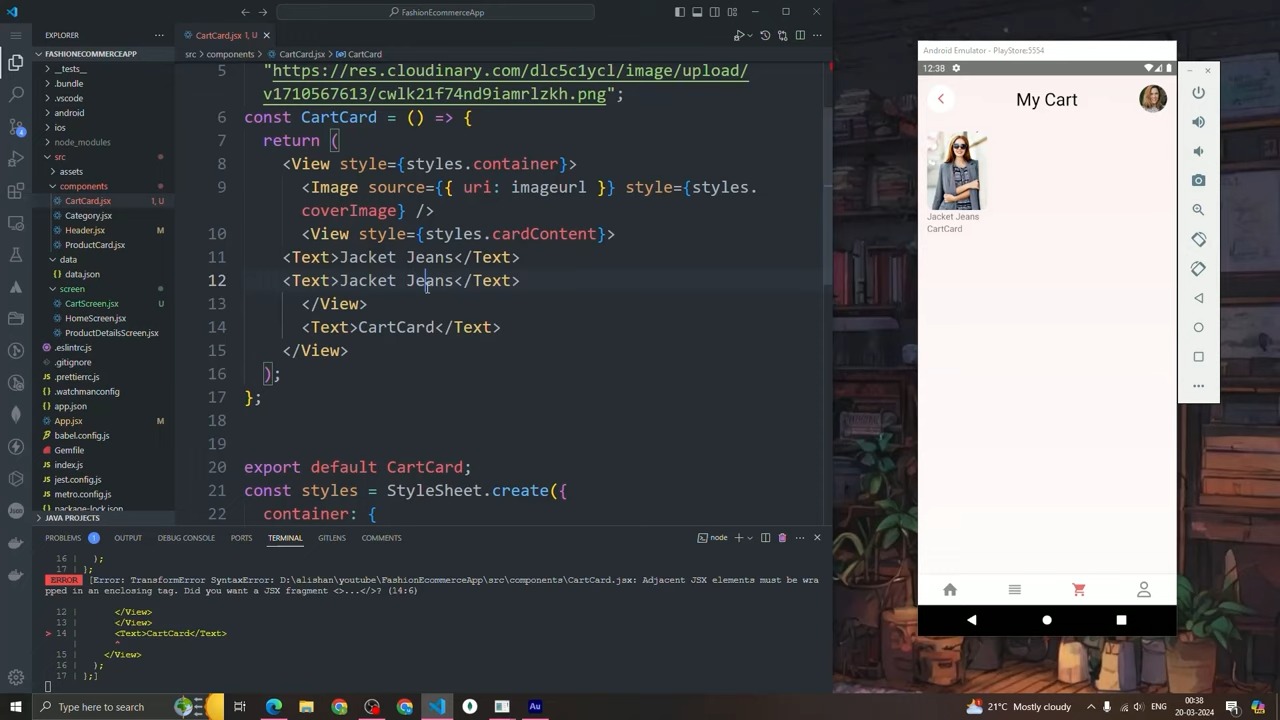 FashionEcommerceApp
EXPLORER
FASHIONECOMMERCEAPP
__tests__
.bundle
.vscode
android
ios
node_modules
src
assets
components
CartCard.jsx 1, U
Category.jsx
Header.jsx M
ProductCard.jsx
data
data.json
screen
CartScreen.jsx U
HomeScreen.jsx
ProductDetailsScreen.jsx
.eslintrc.js
.gitignore
.prettierrc.js
.watchmanconfig
app.json
App.jsx M
babel.config.js
Gemfile
index.js
jest.config.js
metro.config.js
package-lock.json
JAVA PROJECTS
CartCard.jsx 1, U
src > components > CartCard.jsx > CartCard
5 "https://res.cloudinary.com/dlc5c1ycl/image/upload/
v1710567613/cwlk21f74nd9iamrlzkh.png";
6 const CartCard = () => {
7 return (
8 <View style={styles.container}>
9 <Image source={{ uri: imageurl }} style={styles.
coverImage} />
10 <View style={styles.cardContent}>
11 <Text>Jacket Jeans</Text>
12 <Text>Jacket Jeans</Text>
13 </View>
14 <Text>CartCard</Text>
15 </View>
16 );
17 };
18
19
20 export default CartCard;
21 const styles = StyleSheet.create({
22 container: {
PROBLEMS 1 OUTPUT DEBUG CONSOLE PORTS TERMINAL GITLENS COMMENTS
node
16 | );
17 | };
ERROR [Error: TransformError SyntaxError: D:\alishan\youtube\FashionEcommerceApp\src\components\CartCard.jsx: Adjacent JSX elements must be wra
pped in an enclosing tag. Did you want a JSX fragment <>...</>? (14:6)
12 | </View>
13 | </View>
> 14 | <Text>CartCard</Text>
| ^
15 | </View>
16 | );
17 | };]
Android Emulator - PlayStore:5554
12:38
My Cart
Jacket Jeans
CartCard
Type here to search
Au
21°C Mostly cloudy
ENG
00:38
20-03-2024